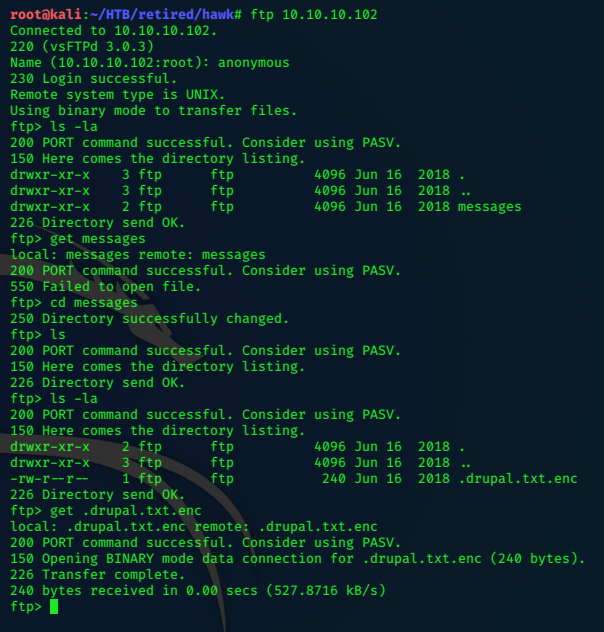 root@kali:~/HTB/retired/hawk# ftp 10.10.10.102
Connected to 10.10.10.102.
220 (vsFTPd 3.0.3)
Name (10.10.10.102:root): anonymous
230 Login successful.
Remote system type is UNIX.
Using binary mode to transfer files.
ftp> ls -la
200 PORT command successful. Consider using PASV.
150 Here comes the directory listing.
drwxr-xr-x    3 ftp      ftp          4096 Jun 16  2018 .
drwxr-xr-x    3 ftp      ftp          4096 Jun 16  2018 ..
drwxr-xr-x    2 ftp      ftp          4096 Jun 16  2018 messages
226 Directory send OK.
ftp> get messages
local: messages remote: messages
200 PORT command successful. Consider using PASV.
550 Failed to open file.
ftp> cd messages
250 Directory successfully changed.
ftp> ls
200 PORT command successful. Consider using PASV.
150 Here comes the directory listing.
226 Directory send OK.
ftp> ls -la
200 PORT command successful. Consider using PASV.
150 Here comes the directory listing.
drwxr-xr-x    2 ftp      ftp          4096 Jun 16  2018 .
drwxr-xr-x    3 ftp      ftp          4096 Jun 16  2018 ..
-rw-r--r--    1 ftp      ftp           240 Jun 16  2018 .drupal.txt.enc
226 Directory send OK.
ftp> get .drupal.txt.enc
local: .drupal.txt.enc remote: .drupal.txt.enc
200 PORT command successful. Consider using PASV.
150 Opening BINARY mode data connection for .drupal.txt.enc (240 bytes).
226 Transfer complete.
240 bytes received in 0.00 secs (527.8716 kB/s)
ftp>